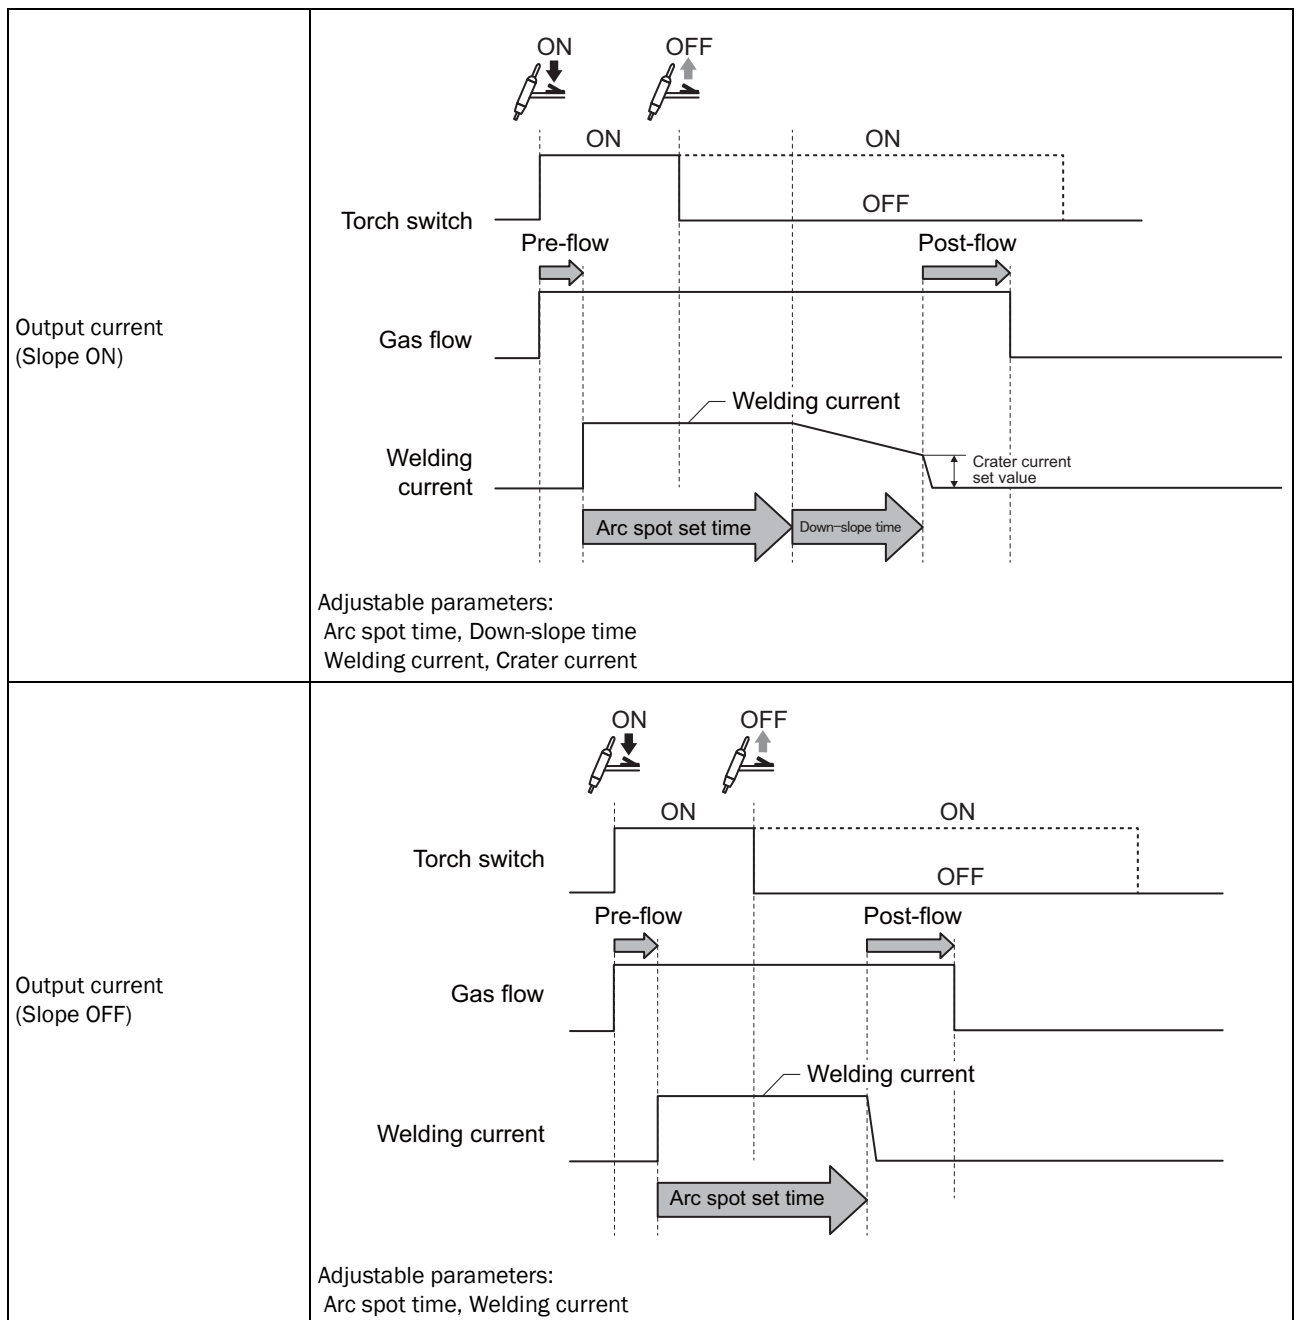 ON OFF
ON ON
OFF
Torch switch
Pre-flow Post-flow
Output current
(Slope ON)
Gas flow
Welding current
Welding
current
Crater current
set value
Arc spot set time Down-slope time
Adjustable parameters:
Arc spot time, Down-slope time
Welding current, Crater current
ON OFF
ON ON
Torch switch
OFF
Pre-flow Post-flow
Output current
(Slope OFF)
Gas flow
Welding current
Welding current
Arc spot set time
Adjustable parameters:
Arc spot time, Welding current